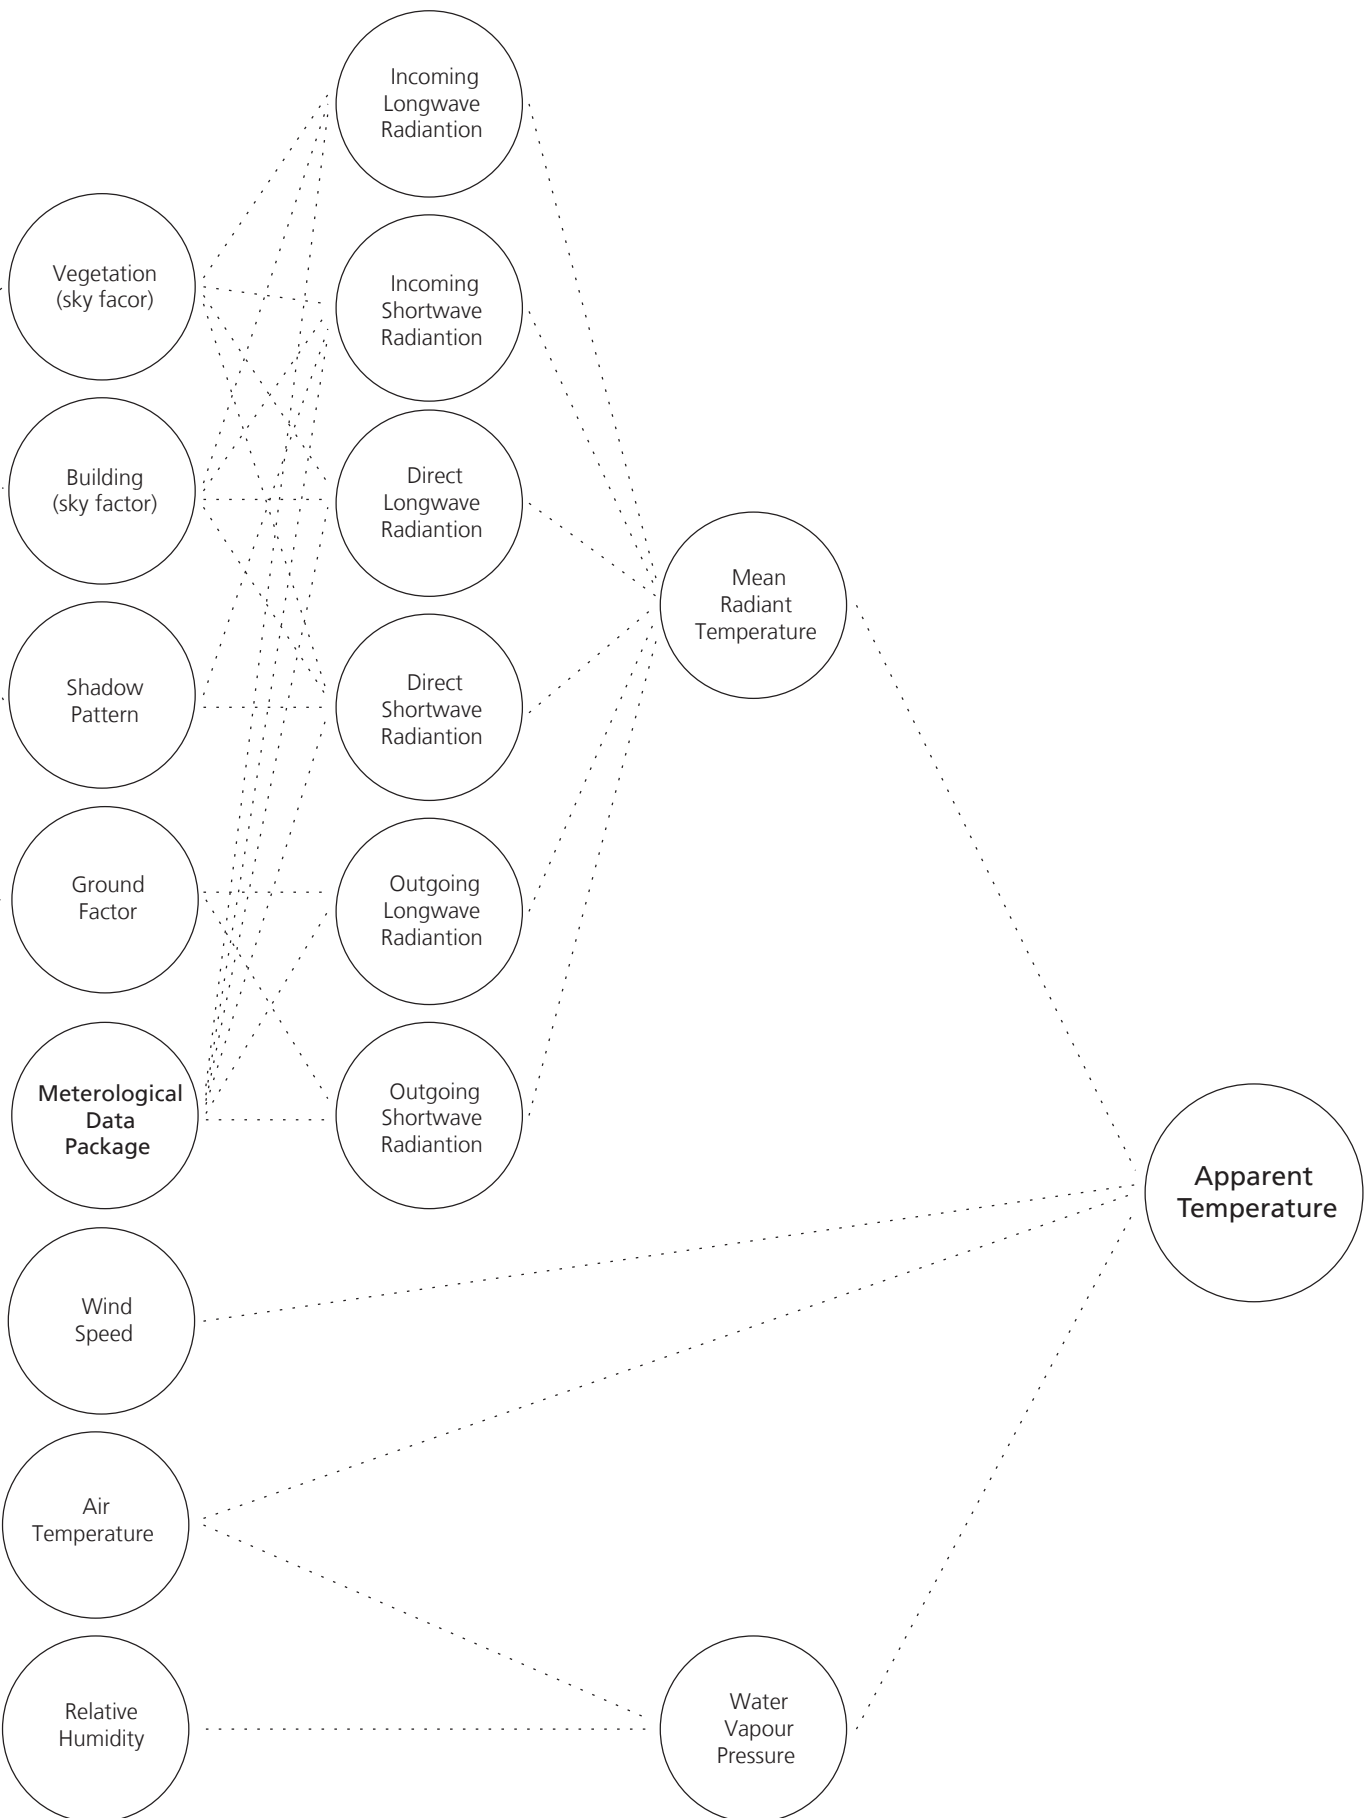 Incoming
Longwave
Radiantion
Vegetation
(sky facor)
Incoming
Shortwave
Radiantion
Building
(sky factor)
Direct
Longwave
Radiantion
Mean
Radiant
Temperature
Shadow
Pattern
Direct
Shortwave
Radiantion
Ground
Factor
Outgoing
Longwave
Radiantion
Meterological
Data
Package
Outgoing
Shortwave
Radiantion
Apparent
Temperature
Wind
Speed
Air
Temperature
Relative
Humidity
Water
Vapour
Pressure